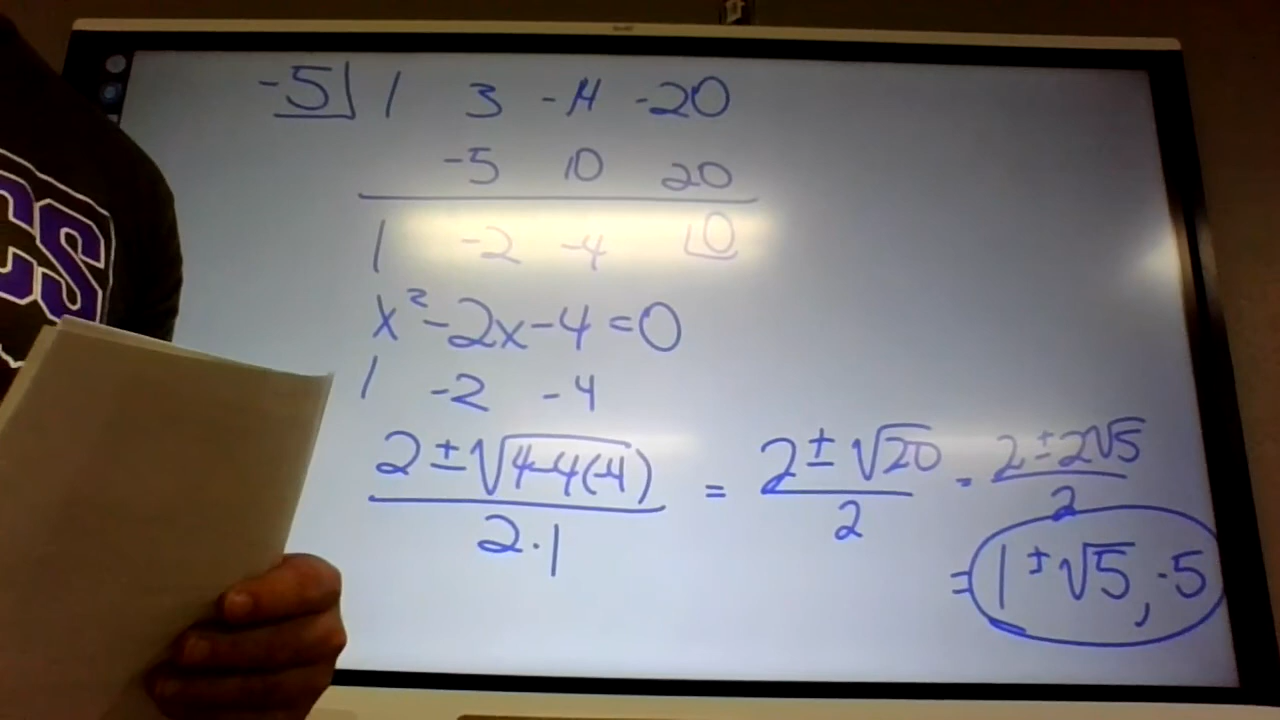 -5| 1 3 -14 -20
-5 10 20
1 -2 -4 |0
x²-2x-4=0
1 -2 -4
(2±√(4-4(-4)))/(2·1) = (2±√20)/2 = (2±2√5)/2
= 1±√5, -5
CS